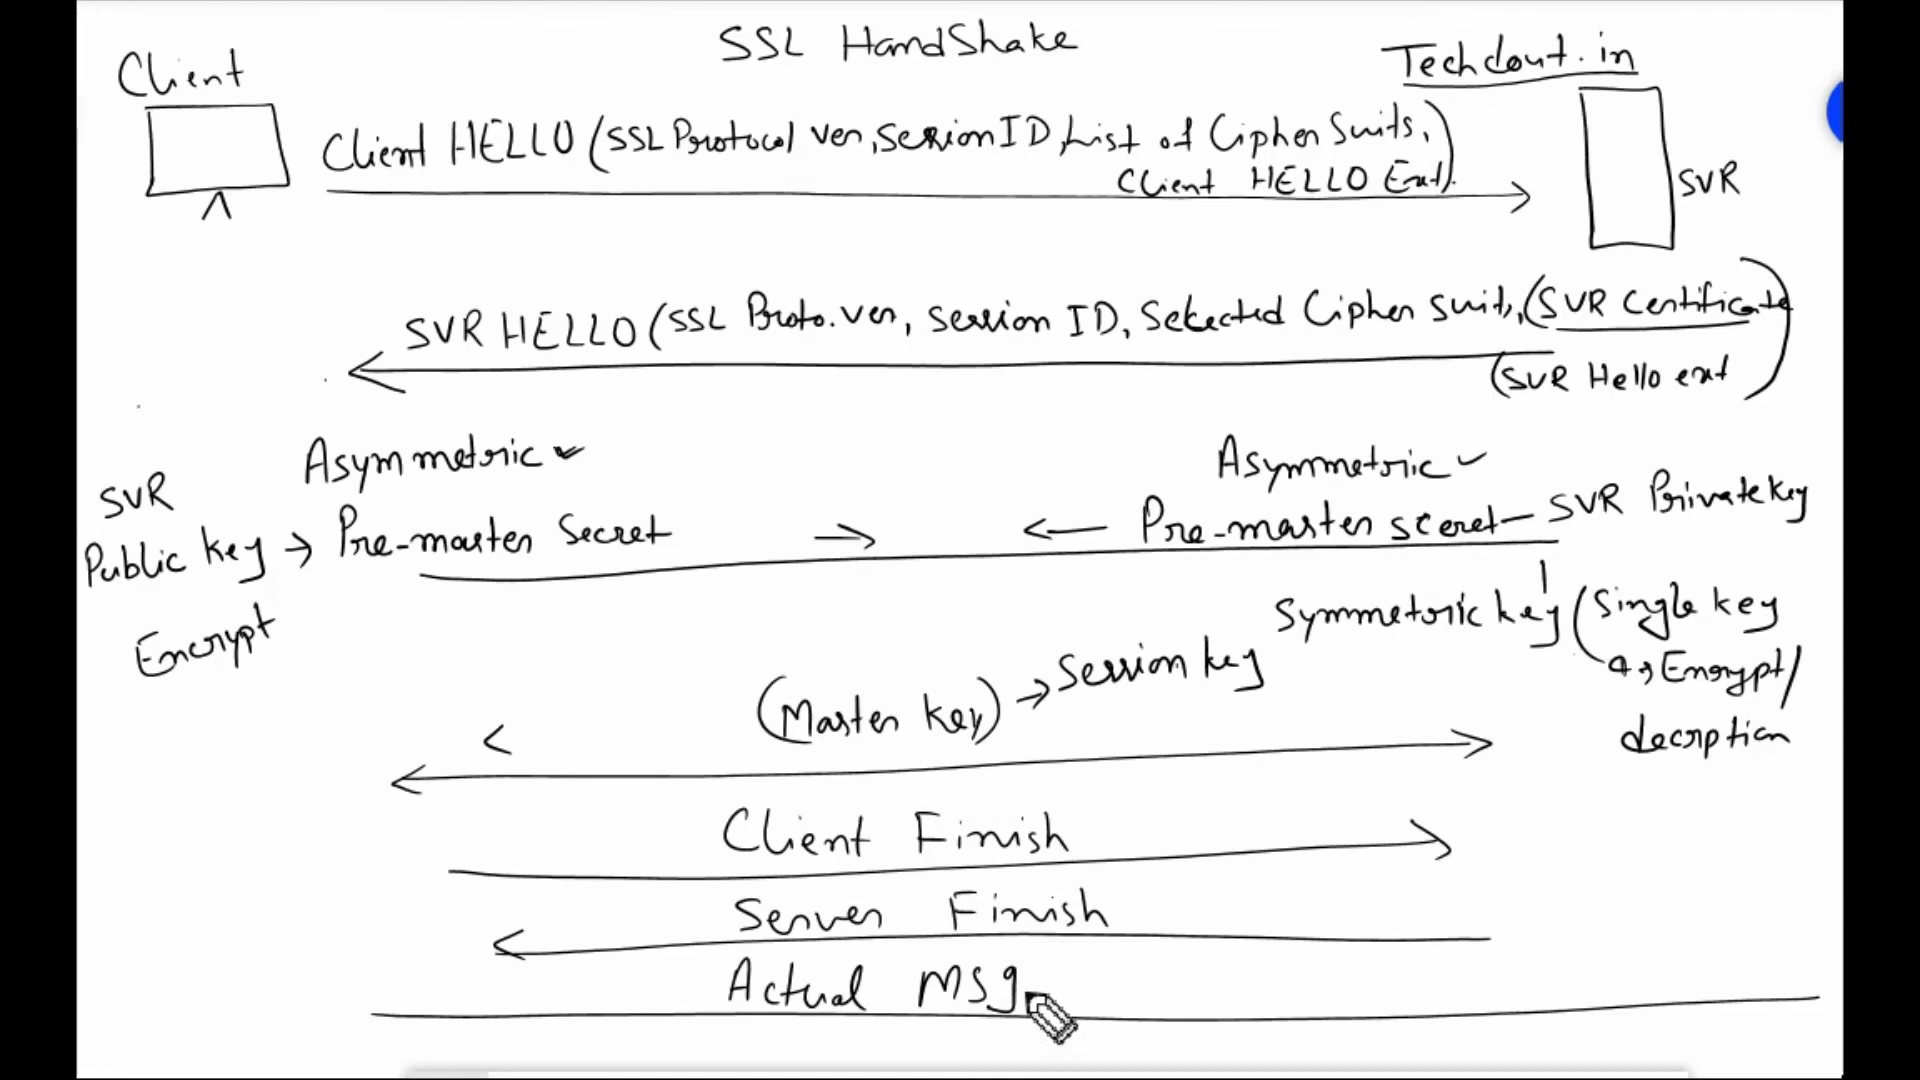 SSL HandShake
Client
Techdout.in
Client HELLO (SSL Protocol ver, Session ID, List of Cipher Suits,
Client HELLO Ext).
SVR
SVR HELLO (SSL Proto. ver, Session ID, Selected Cipher Suit, (SVR Certificate
(SVR Hello ext
Asymmetric
Asymmetric
SVR
Public key → Pre-master Secret →
← Pre-master sceret – SVR Private key
Encrypt
Symmetric key (Single key
Encrypt/
decrption
(Master key) → Session key
Client Finish
Server Finish
Actual MSg